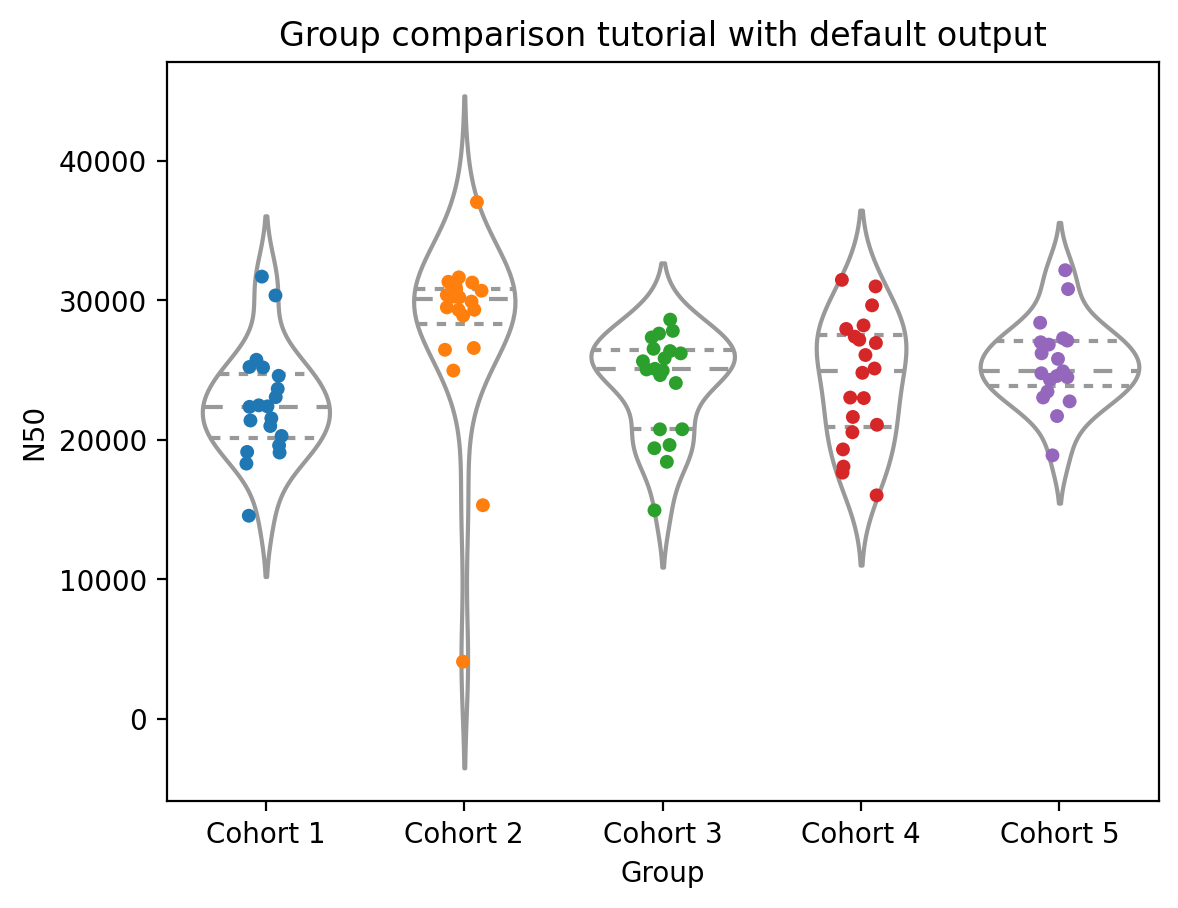 Group comparison tutorial with default output
N50
40000
30000
20000
10000
0
Cohort 1 Cohort 2 Cohort 3 Cohort 4 Cohort 5
Group